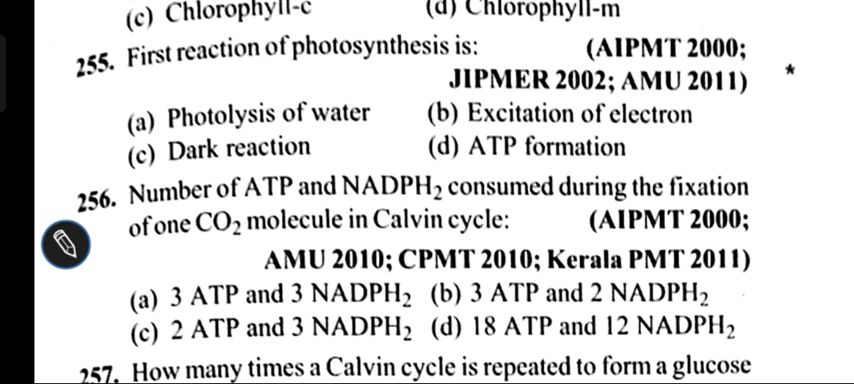 (c) Chlorophyll-c (d) Chlorophyll-m
255. First reaction of photosynthesis is: (AIPMT 2000;
JIPMER 2002; AMU 2011) *
(a) Photolysis of water (b) Excitation of electron
(c) Dark reaction (d) ATP formation
256. Number of ATP and NADPH₂ consumed during the fixation
of one CO₂ molecule in Calvin cycle: (AIPMT 2000;
AMU 2010; CPMT 2010; Kerala PMT 2011)
(a) 3 ATP and 3 NADPH₂ (b) 3 ATP and 2 NADPH₂
(c) 2 ATP and 3 NADPH₂ (d) 18 ATP and 12 NADPH₂
257. How many times a Calvin cycle is repeated to form a glucose